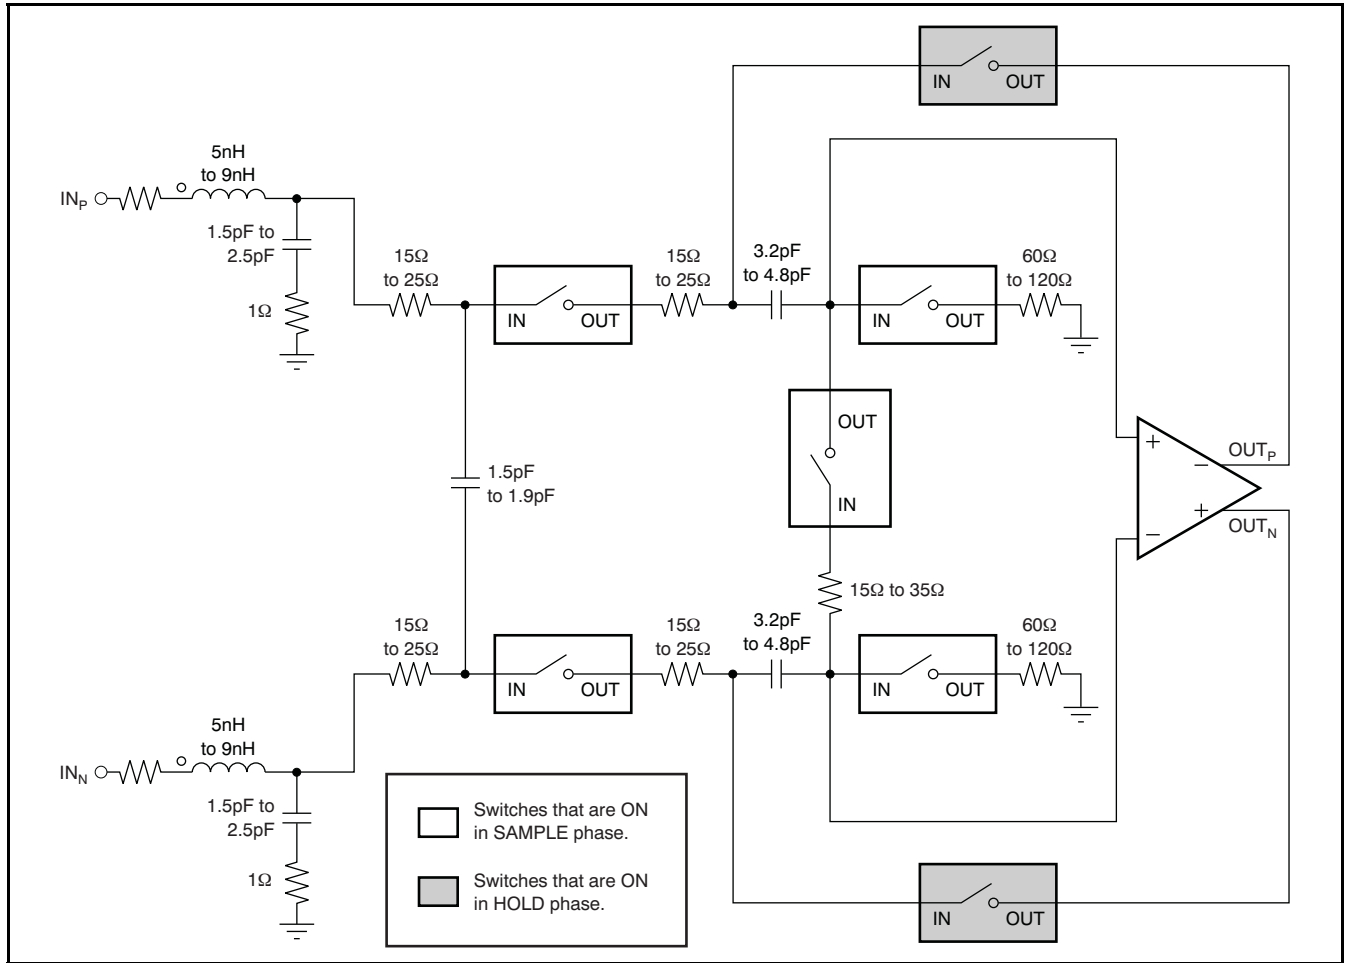 IN OUT
5nH
to 9nH
INP
1.5pF to
2.5pF
1Ω
15Ω
to 25Ω
IN OUT
15Ω
to 25Ω
3.2pF
to 4.8pF
IN OUT
60Ω
to 120Ω
OUT
IN
1.5pF
to 1.9pF
+
−
−
+
OUTP
OUTN
15Ω to 35Ω
15Ω
to 25Ω
IN OUT
15Ω
to 25Ω
3.2pF
to 4.8pF
IN OUT
60Ω
to 120Ω
5nH
to 9nH
INN
1.5pF to
2.5pF
1Ω
Switches that are ON
in SAMPLE phase.
Switches that are ON
in HOLD phase.
IN OUT